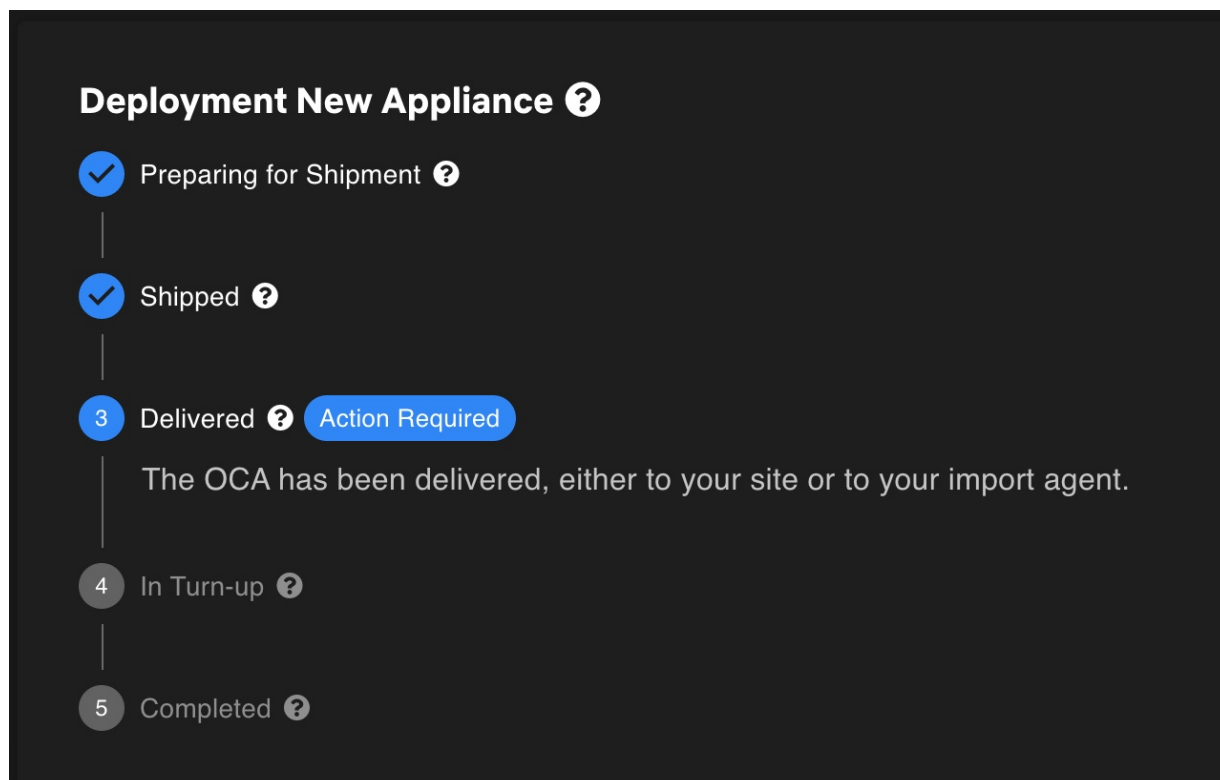 Deployment New Appliance ?
Preparing for Shipment ?
Shipped ?
3 Delivered ? Action Required
The OCA has been delivered, either to your site or to your import agent.
4 In Turn-up ?
5 Completed ?